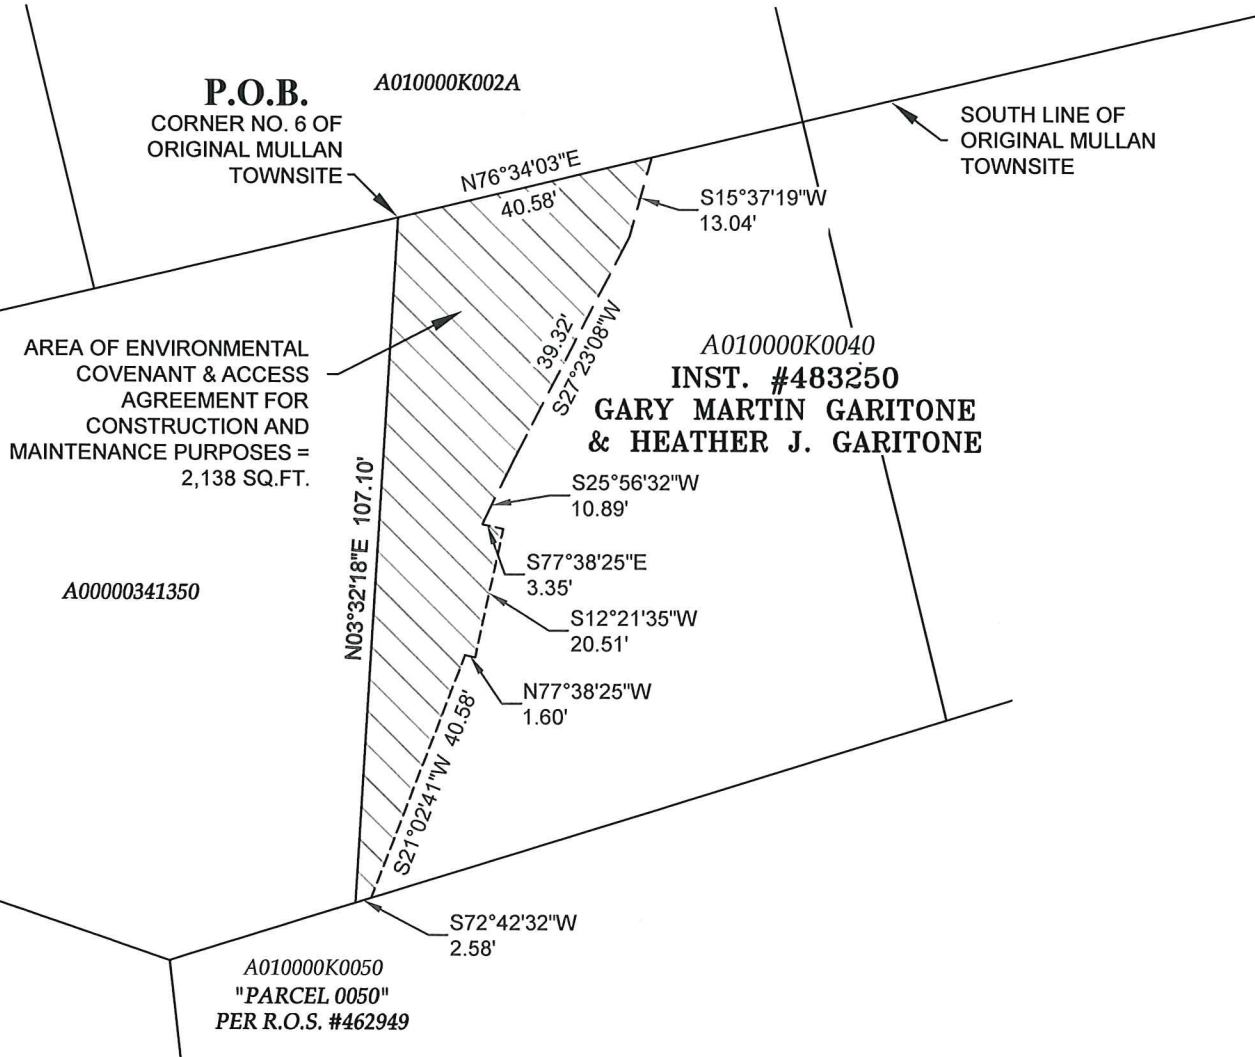 P.O.B.
CORNER NO. 6 OF
ORIGINAL MULLAN
TOWNSITE
A010000K002A
SOUTH LINE OF
ORIGINAL MULLAN
TOWNSITE
N76°34'03"E
40.58'
S15°37'19"W
13.04'
AREA OF ENVIRONMENTAL
COVENANT & ACCESS
AGREEMENT FOR
CONSTRUCTION AND
MAINTENANCE PURPOSES =
2,138 SQ.FT.
39.32'
S27°23'08"W
A010000K0040
INST. #483250
GARY MARTIN GARITONE
& HEATHER J. GARITONE
N03°32'18"E 107.10'
S25°56'32"W
10.89'
S77°38'25"E
3.35'
A00000341350
S12°21'35"W
20.51'
N77°38'25"W
1.60'
S21°02'41"W 40.58'
S72°42'32"W
2.58'
A010000K0050
"PARCEL 0050"
PER R.O.S. #462949